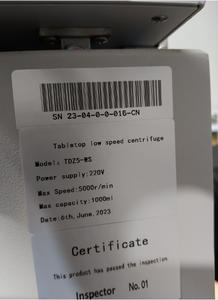 SN 23-04-0-0-016-CN
Tabletop low speed centrifuge
Model: TDZ5-WS
Power supply:220V
Max Speed:5000r/min
Max capacity:1000ml
Date:6th,June,2023
Certificate
This product has passed the inspection
Inspector No.01